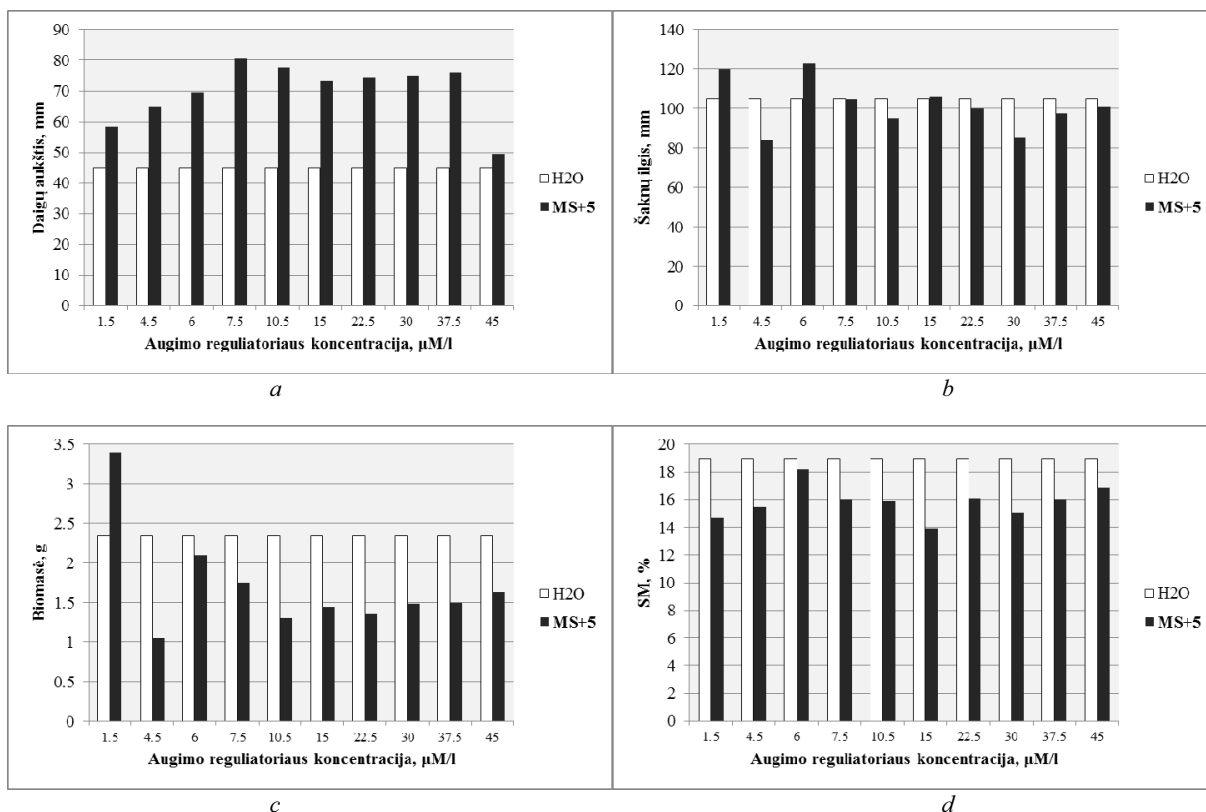 Daigų aukštis, mm
90
80
70
60
50
40
30
20
10
0
1.5 4.5 6 7.5 10.5 15 22.5 30 37.5 45
Augimo reguliatoriaus koncentracija, µM/l
H2O
MS+5
a
Šaknų ilgis, mm
140
120
100
80
60
40
20
0
1.5 4.5 6 7.5 10.5 15 22.5 30 37.5 45
Augimo reguliatoriaus koncentracija, µM/l
H2O
MS+5
b
Biomasė, g
3.5
3
2.5
2
1.5
1
0.5
0
1.5 4.5 6 7.5 10.5 15 22.5 30 37.5 45
Augimo reguliatoriaus koncentracija, µM/l
H2O
MS+5
c
SM, %
20
18
16
14
12
10
8
6
4
2
0
1.5 4.5 6 7.5 10.5 15 22.5 30 37.5 45
Augimo reguliatoriaus koncentracija, µM/l
H2O
MS+5
d